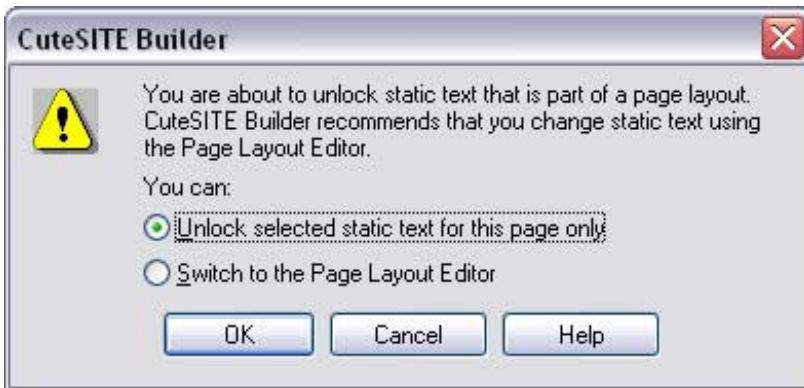 CuteSITE Builder
You are about to unlock static text that is part of a page layout.
CuteSITE Builder recommends that you change static text using
the Page Layout Editor.
You can:
Unlock selected static text for this page only
Switch to the Page Layout Editor
OK Cancel Help